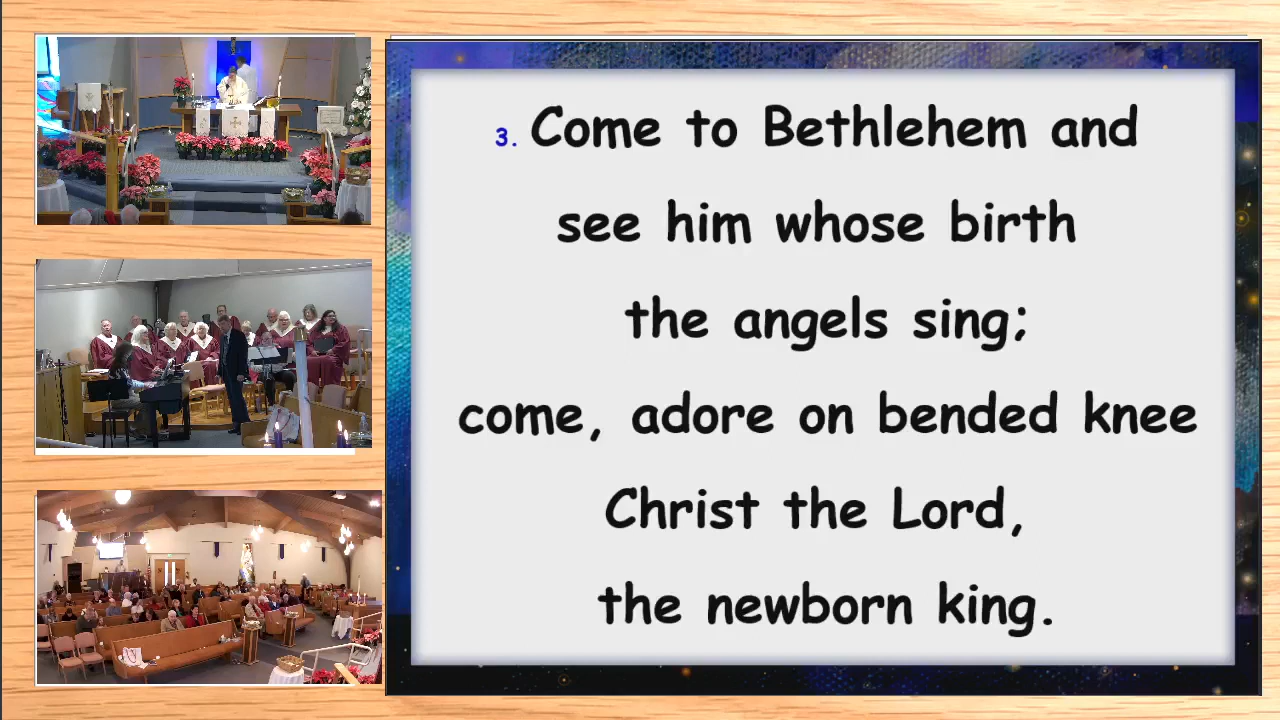 3. Come to Bethlehem and
see him whose birth
the angels sing;
come, adore on bended knee
Christ the Lord,
the newborn king.